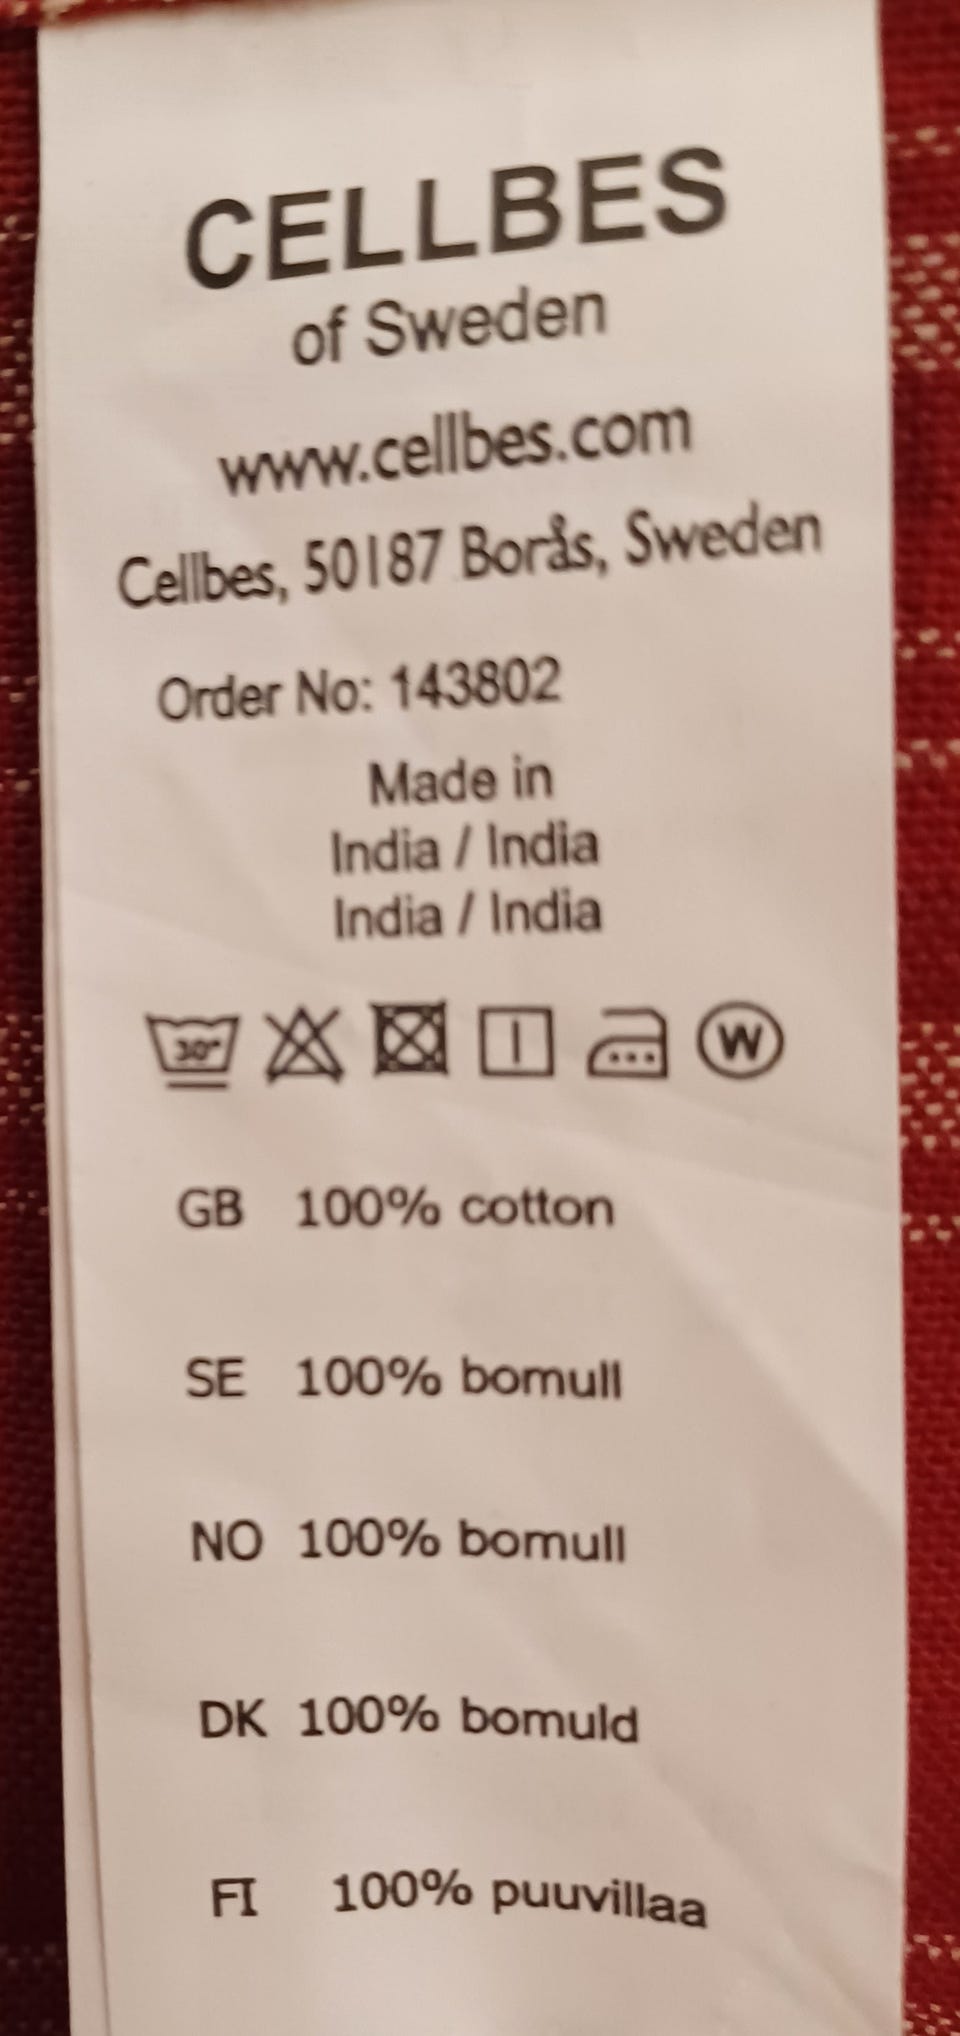 CELLBES
of Sweden
www.cellbes.com
Cellbes, 50187 Borås, Sweden
Order No: 143802
Made in
India / India
India / India
30° W
GB 100% cotton
SE 100% bomull
NO 100% bomull
DK 100% bomuld
FI 100% puuvillaa